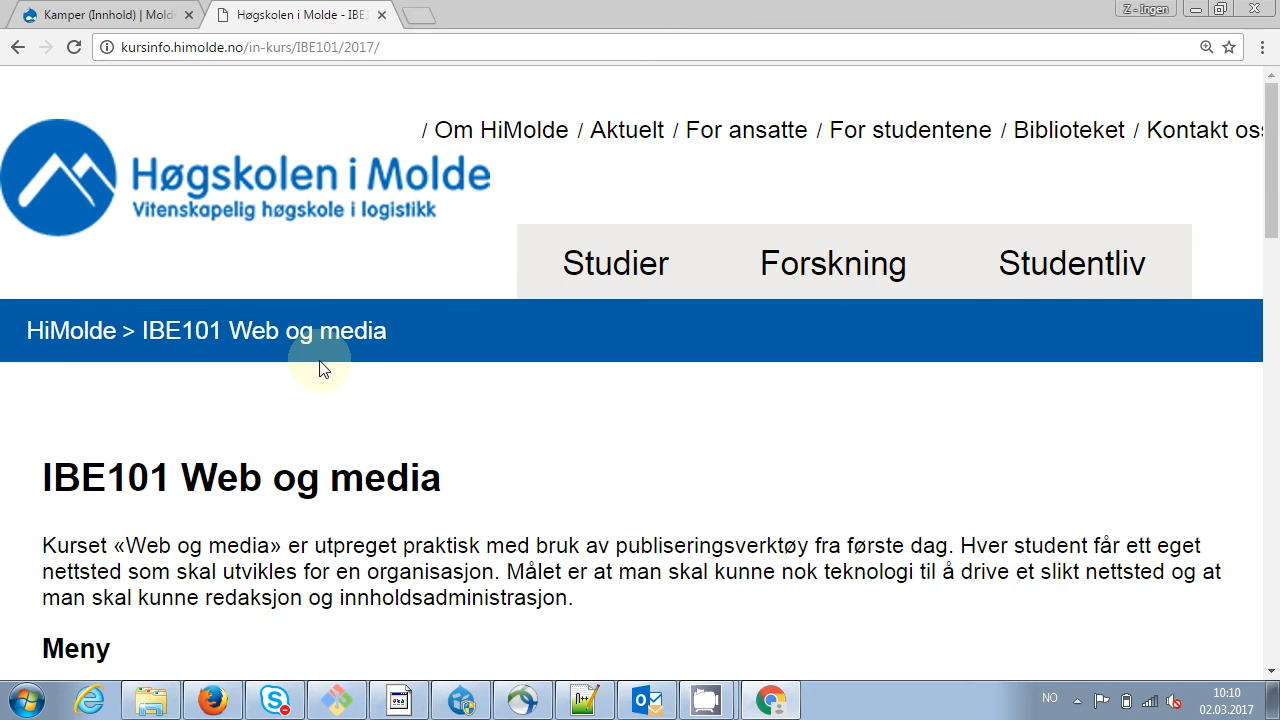 Kamper (Innhold) | Mold
Høgskolen i Molde - IBE1
Z - Ingen
kursinfo.himolde.no/in-kurs/IBE101/2017/
/ Om HiMolde / Aktuelt / For ansatte / For studentene / Biblioteket / Kontakt oss
Høgskolen i Molde
Vitenskapelig høgskole i logistikk
Studier Forskning Studentliv
HiMolde > IBE101 Web og media
IBE101 Web og media
Kurset «Web og media» er utpreget praktisk med bruk av publiseringsverktøy fra første dag. Hver student får ett eget
nettsted som skal utvikles for en organisasjon. Målet er at man skal kunne nok teknologi til å drive et slikt nettsted og at
man skal kunne redaksjon og innholdsadministrasjon.
Meny
NO
10:10
02.03.2017